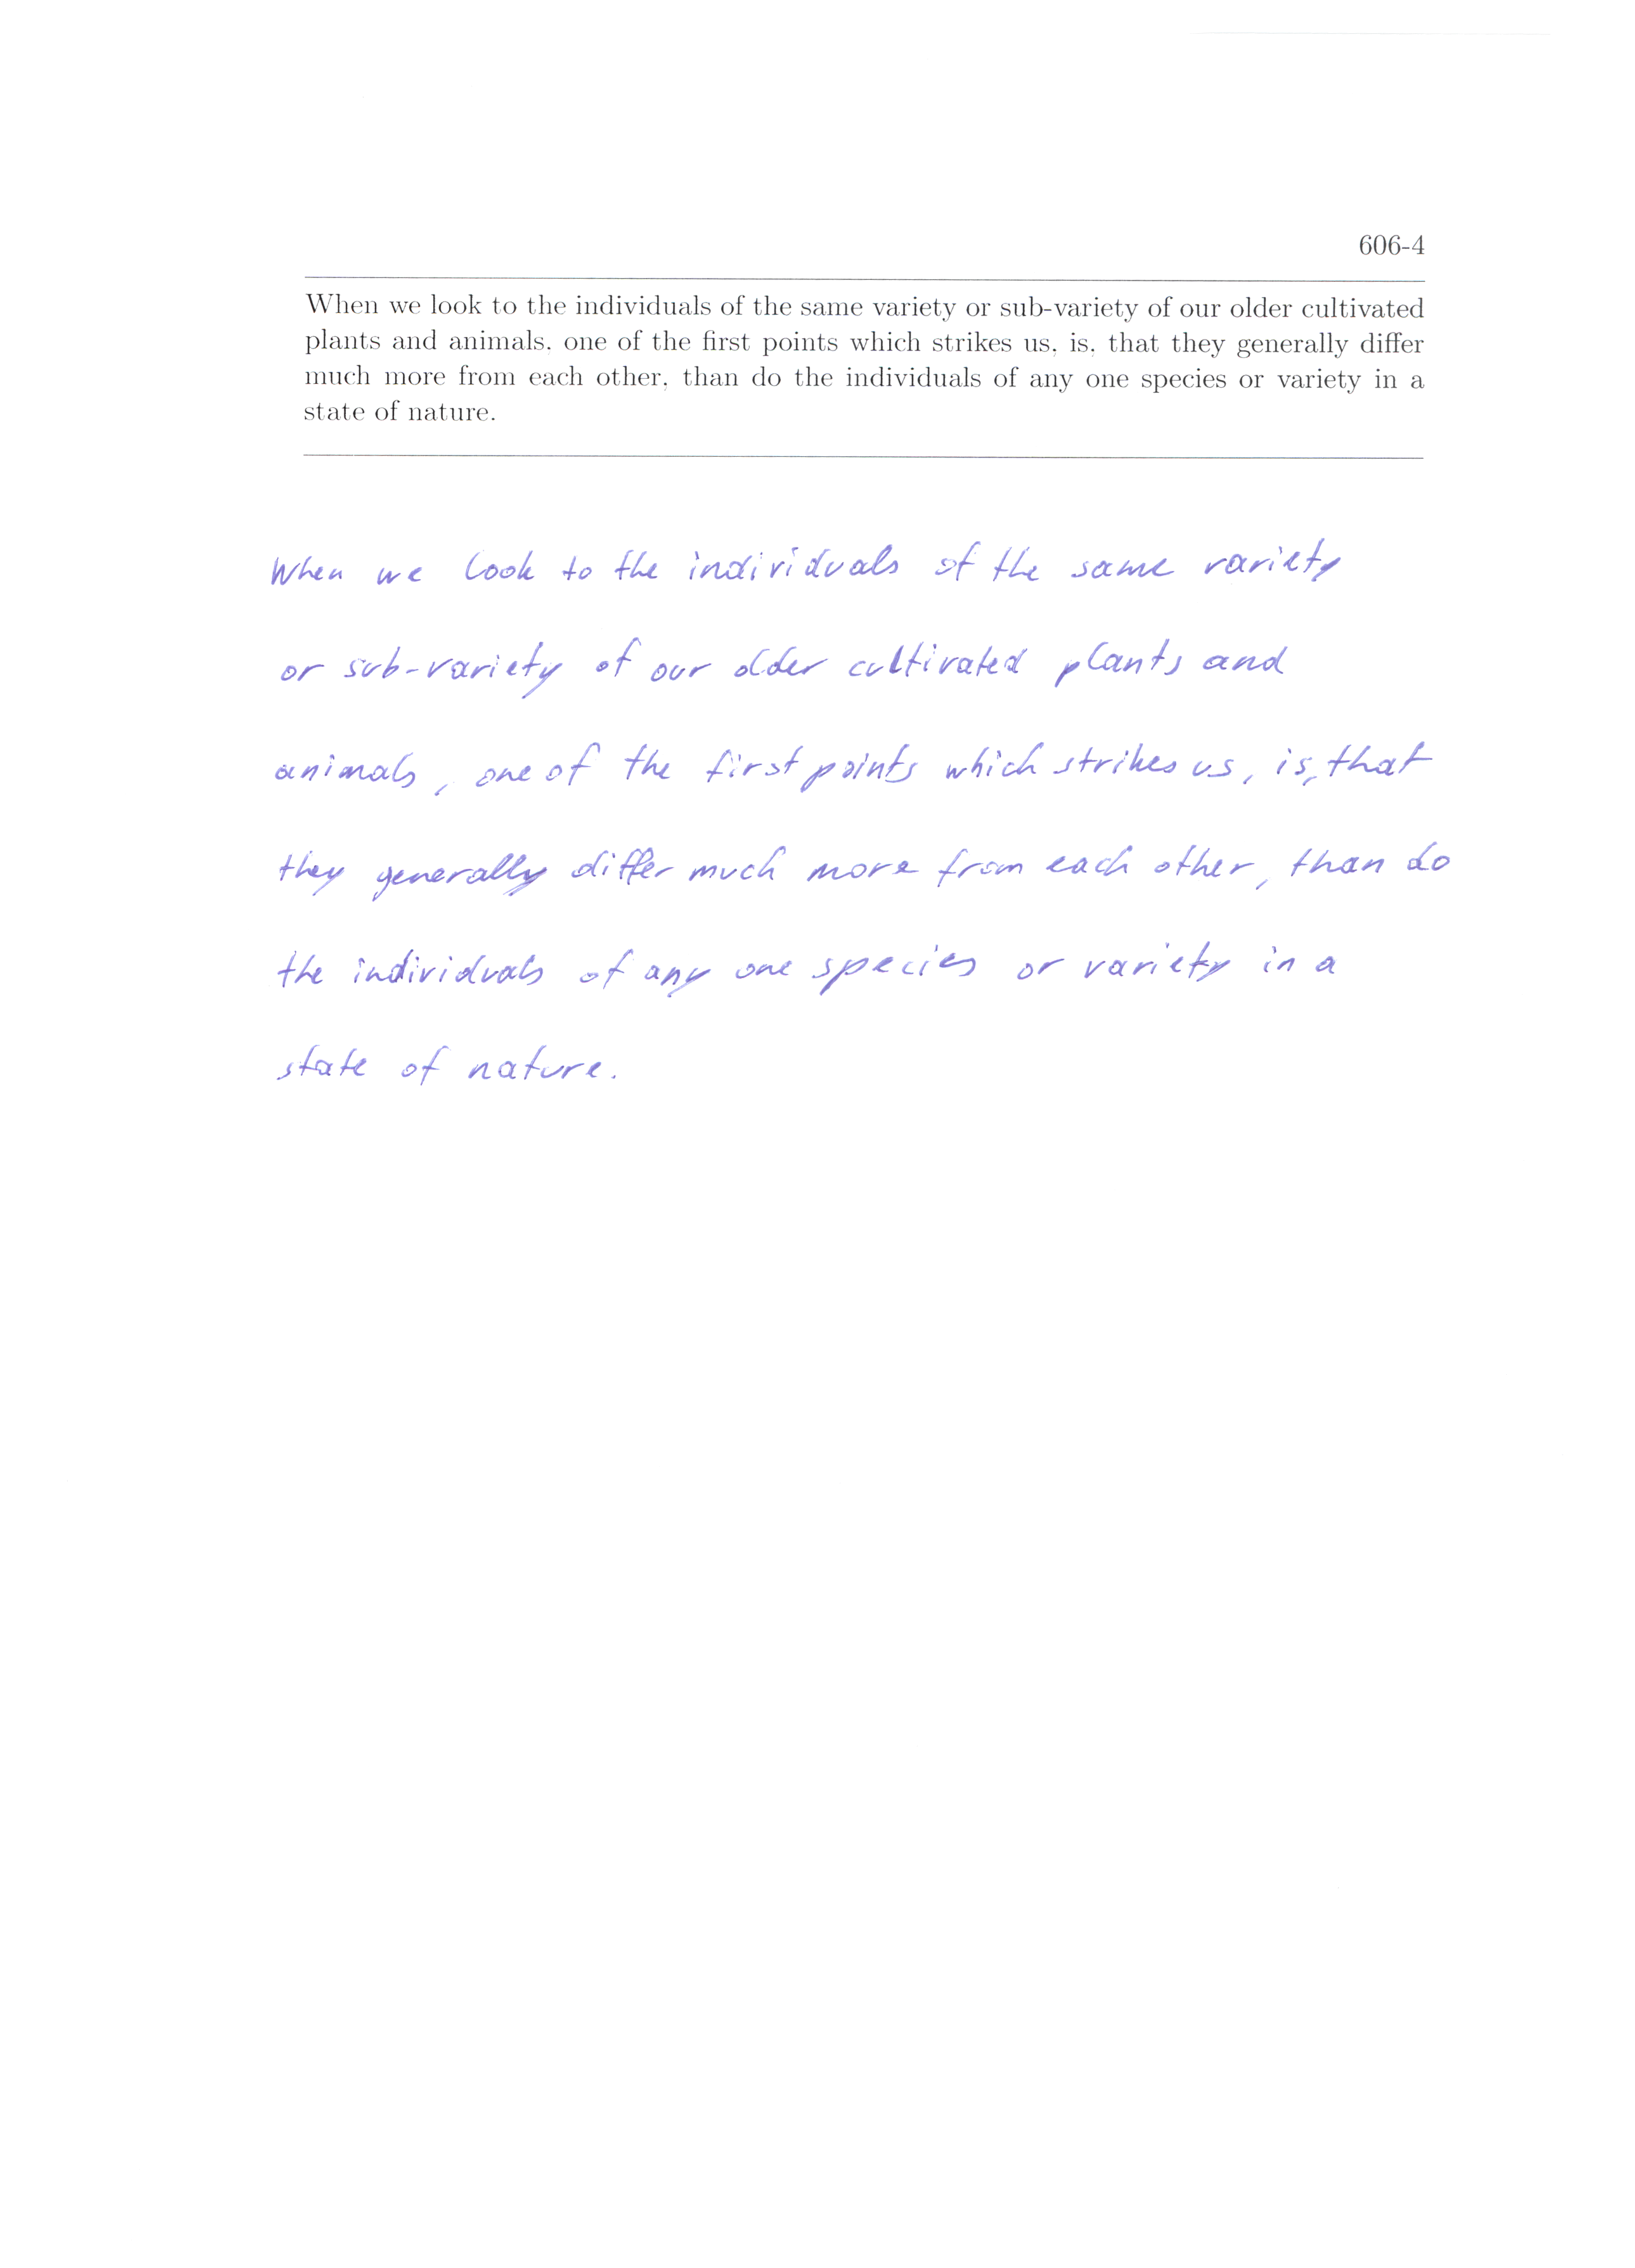 606-4
When we look to the individuals of the same variety or sub-variety of our older cultivated
plants and animals, one of the first points which strikes us, is, that they generally differ
much more from each other, than do the individuals of any one species or variety in a
state of nature.
When we look to the individuals of the same variety
or sub-variety of our older cultivated plants and
animals, one of the first points which strikes us, is, that
they generally differ much more from each other, than do
the individuals of any one species or variety in a
state of nature.